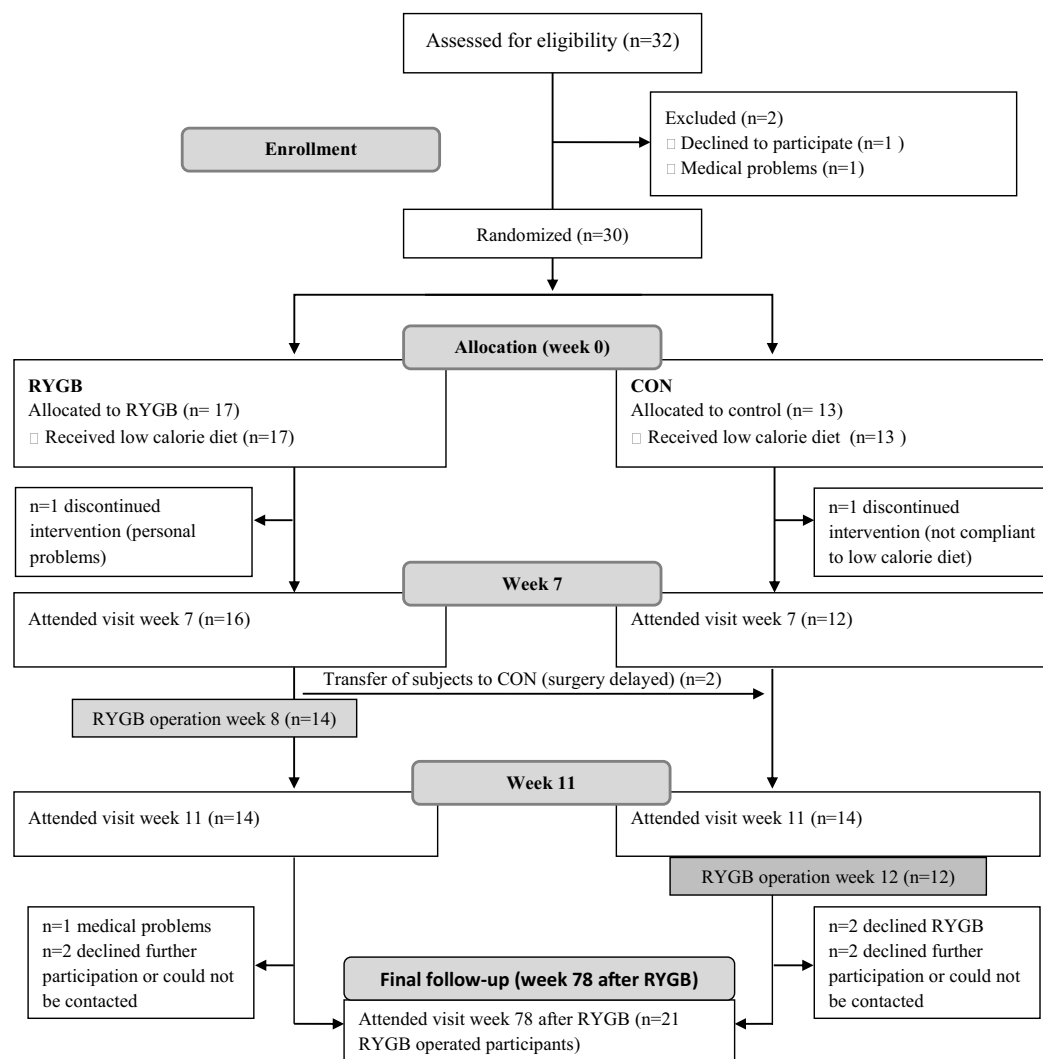 Assessed for eligibility (n=32)
Excluded (n=2)
□ Declined to participate (n=1 )
□ Medical problems (n=1)
Enrollment
Randomized (n=30)
Allocation (week 0)
RYGB
Allocated to RYGB (n= 17)
□ Received low calorie diet (n=17)
CON
Allocated to control (n= 13)
□ Received low calorie diet (n=13 )
n=1 discontinued
intervention (personal
problems)
n=1 discontinued
intervention (not compliant
to low calorie diet)
Week 7
Attended visit week 7 (n=16)
Attended visit week 7 (n=12)
Transfer of subjects to CON (surgery delayed) (n=2)
RYGB operation week 8 (n=14)
Week 11
Attended visit week 11 (n=14)
Attended visit week 11 (n=14)
RYGB operation week 12 (n=12)
n=1 medical problems
n=2 declined further
participation or could not
be contacted
n=2 declined RYGB
n=2 declined further
participation or could not
be contacted
Final follow-up (week 78 after RYGB)
Attended visit week 78 after RYGB (n=21
RYGB operated participants)